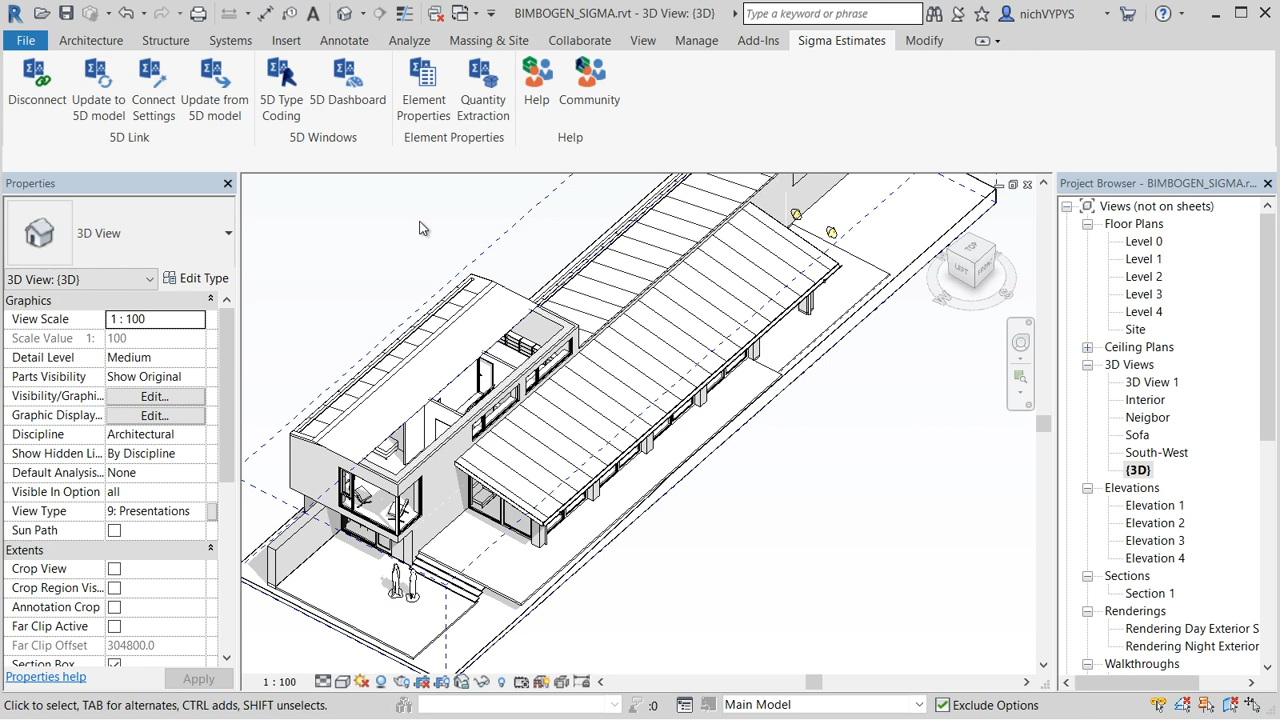 BIMBOGEN_SIGMA.rvt - 3D View: {3D}
Type a keyword or phrase
nichVYPYS
File Architecture Structure Systems Insert Annotate Analyze Massing & Site Collaborate View Manage Add-Ins Sigma Estimates Modify
Disconnect
Update to
5D model
Connect
Settings
Update from
5D model
5D Link
5D Type
Coding
5D Dashboard
5D Windows
Element
Properties
Quantity
Extraction
Element Properties
Help
Community
Help
Properties
3D View
3D View: {3D}
Edit Type
Graphics
View Scale 1 : 100
Scale Value 1: 100
Detail Level Medium
Parts Visibility Show Original
Visibility/Graphi... Edit...
Graphic Display... Edit...
Discipline Architectural
Show Hidden Li... By Discipline
Default Analysis... None
Visible In Option all
View Type 9: Presentations
Sun Path
Extents
Crop View
Crop Region Vis...
Annotation Crop
Far Clip Active
Far Clip Offset 304800.0
Section Box
Properties help
Apply
TOP
LEFT
1 : 100
Project Browser - BIMBOGEN_SIGMA.r...
Views (not on sheets)
Floor Plans
Level 0
Level 1
Level 2
Level 3
Level 4
Site
Ceiling Plans
3D Views
3D View 1
Interior
Neigbor
Sofa
South-West
{3D}
Elevations
Elevation 1
Elevation 2
Elevation 3
Elevation 4
Sections
Section 1
Renderings
Rendering Day Exterior S
Rendering Night Exterior
Walkthroughs
Click to select, TAB for alternates, CTRL adds, SHIFT unselects.
:0
Main Model
Exclude Options